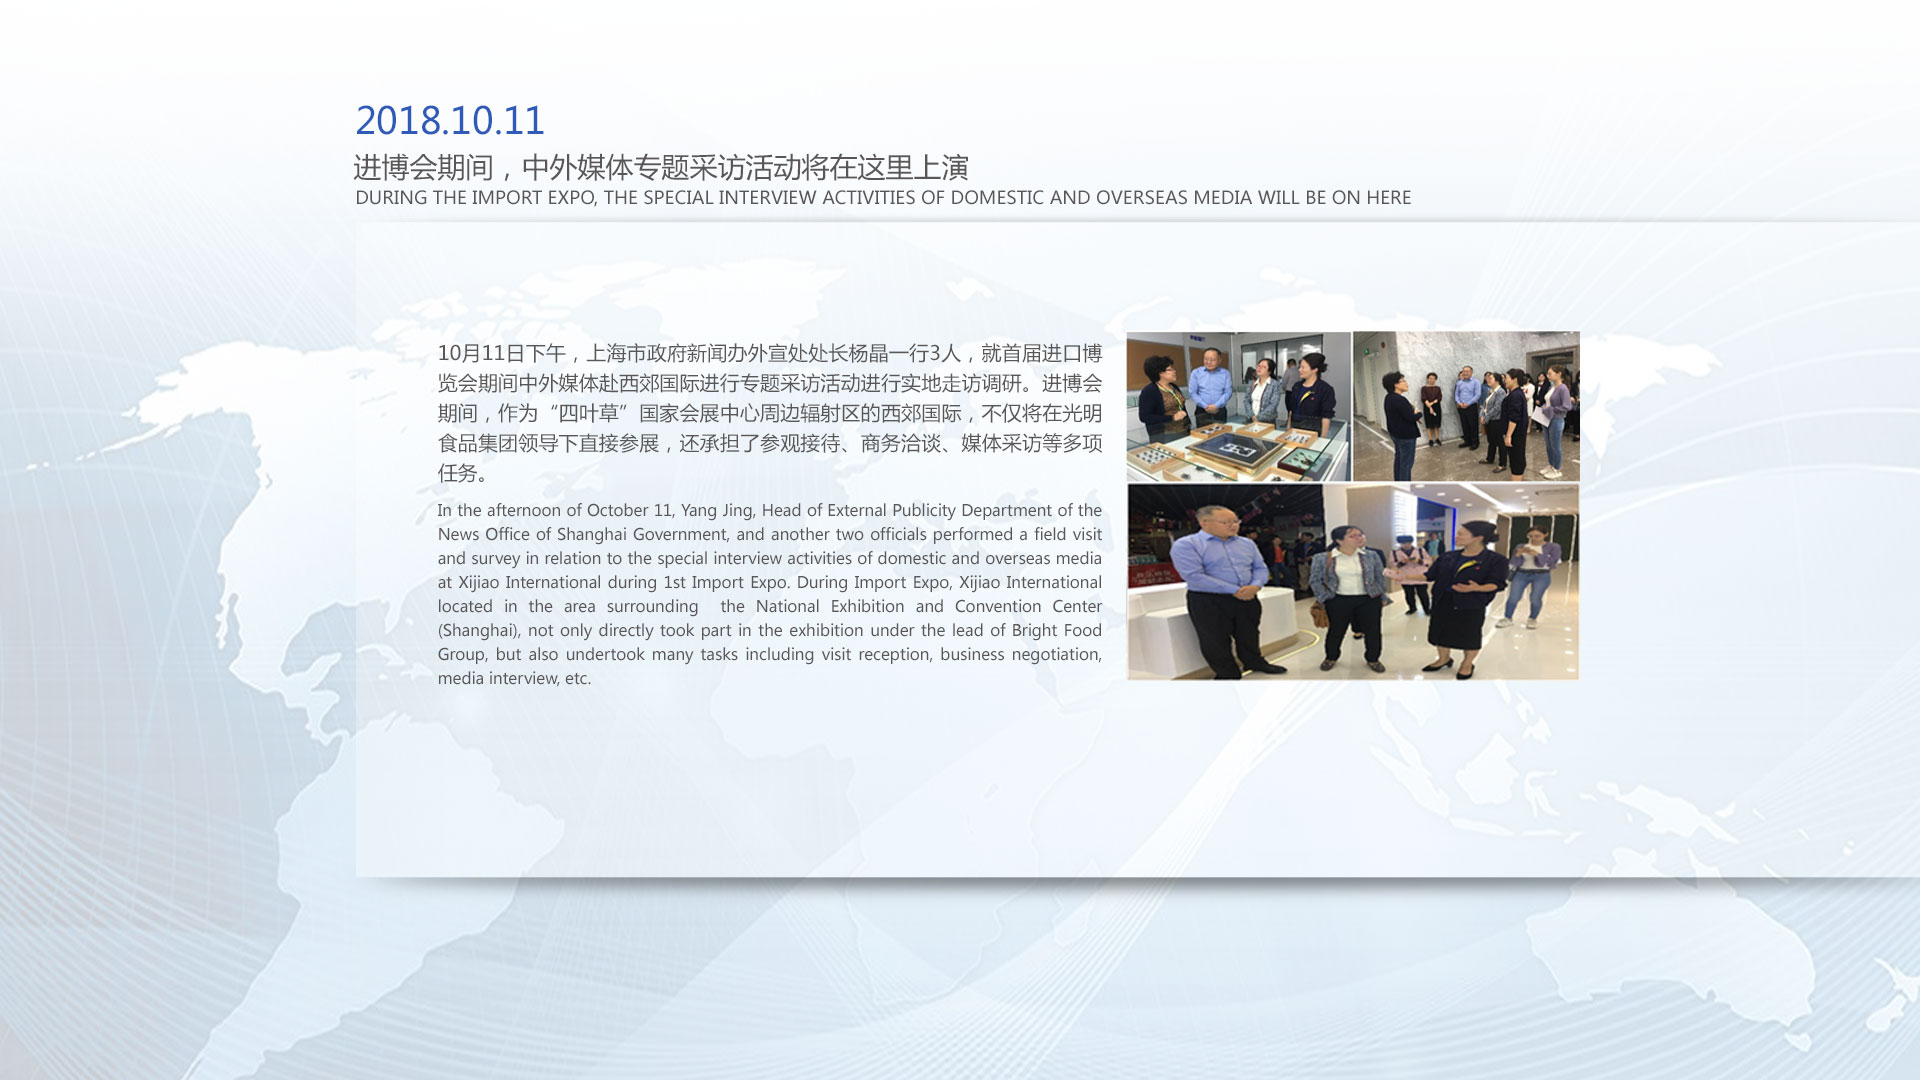 2018.10.11
进博会期间，中外媒体专题采访活动将在这里上演
DURING THE IMPORT EXPO, THE SPECIAL INTERVIEW ACTIVITIES OF DOMESTIC AND OVERSEAS MEDIA WILL BE ON HERE
10月11日下午，上海市政府新闻办外宣处处长杨晶一行3人，就首届进口博
览会期间中外媒体赴西郊国际进行专题采访活动进行实地走访调研。进博会
期间，作为“四叶草”国家会展中心周边辐射区的西郊国际，不仅将在光明
食品集团领导下直接参展，还承担了参观接待、商务洽谈、媒体采访等多项
任务。
In the afternoon of October 11, Yang Jing, Head of External Publicity Department of the
News Office of Shanghai Government, and another two officials performed a field visit
and survey in relation to the special interview activities of domestic and overseas media
at Xijiao International during 1st Import Expo. During Import Expo, Xijiao International
located in the area surrounding the National Exhibition and Convention Center
(Shanghai), not only directly took part in the exhibition under the lead of Bright Food
Group, but also undertook many tasks including visit reception, business negotiation,
media interview, etc.